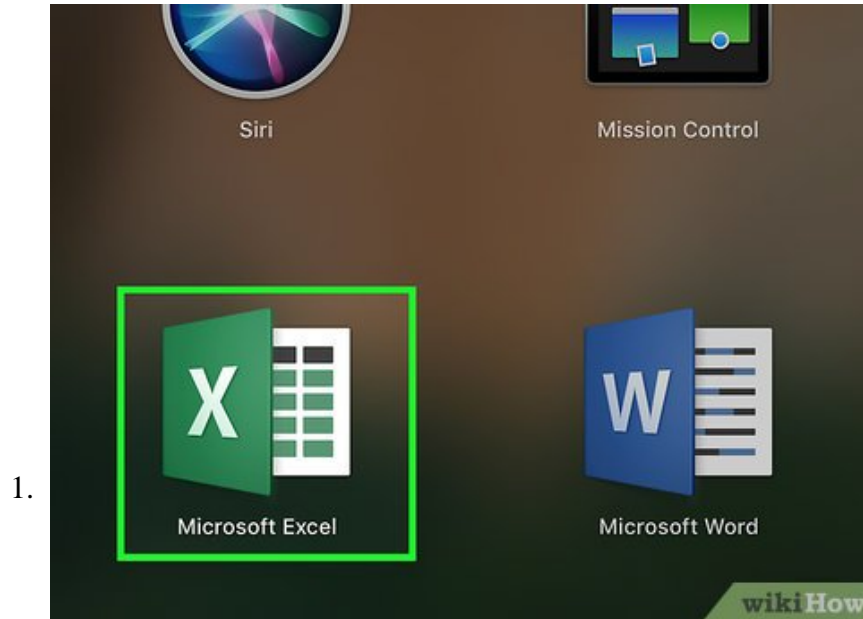 Siri
Mission Control
1.
X
W
Microsoft Excel
Microsoft Word
wikiHow